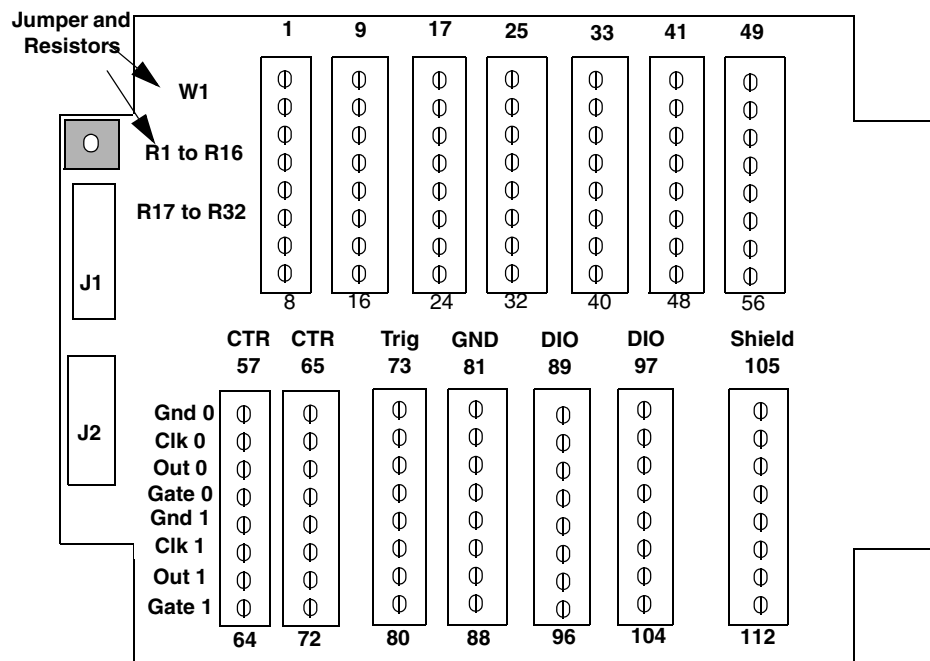 Jumper and
Resistors
1 9 17 25 33 41 49
W1
R1 to R16
R17 to R32
J1
8 16 24 32 40 48 56
CTR CTR Trig GND DIO DIO Shield
57 65 73 81 89 97 105
J2
Gnd 0
Clk 0
Out 0
Gate 0
Gnd 1
Clk 1
Out 1
Gate 1
64 72 80 88 96 104 112